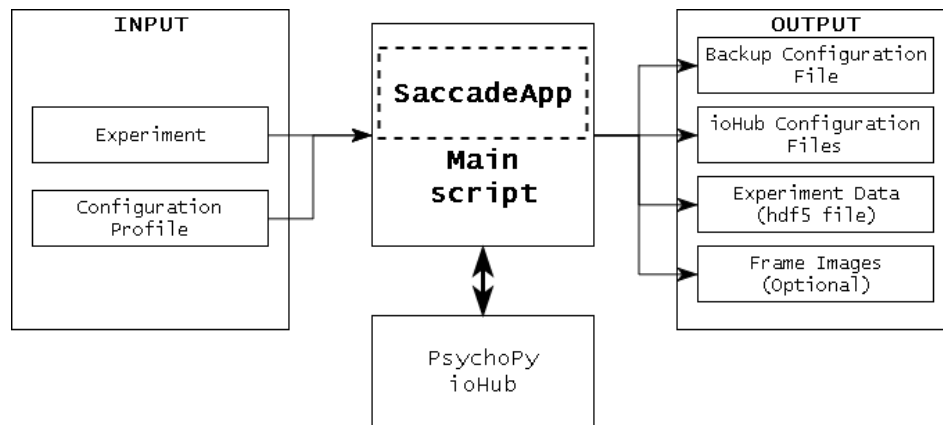 INPUT
Experiment
Configuration
Profile
SaccadeApp
Main
script
PsychoPy
ioHub
OUTPUT
Backup Configuration
File
ioHub Configuration
Files
Experiment Data
(hdf5 file)
Frame Images
(Optional)